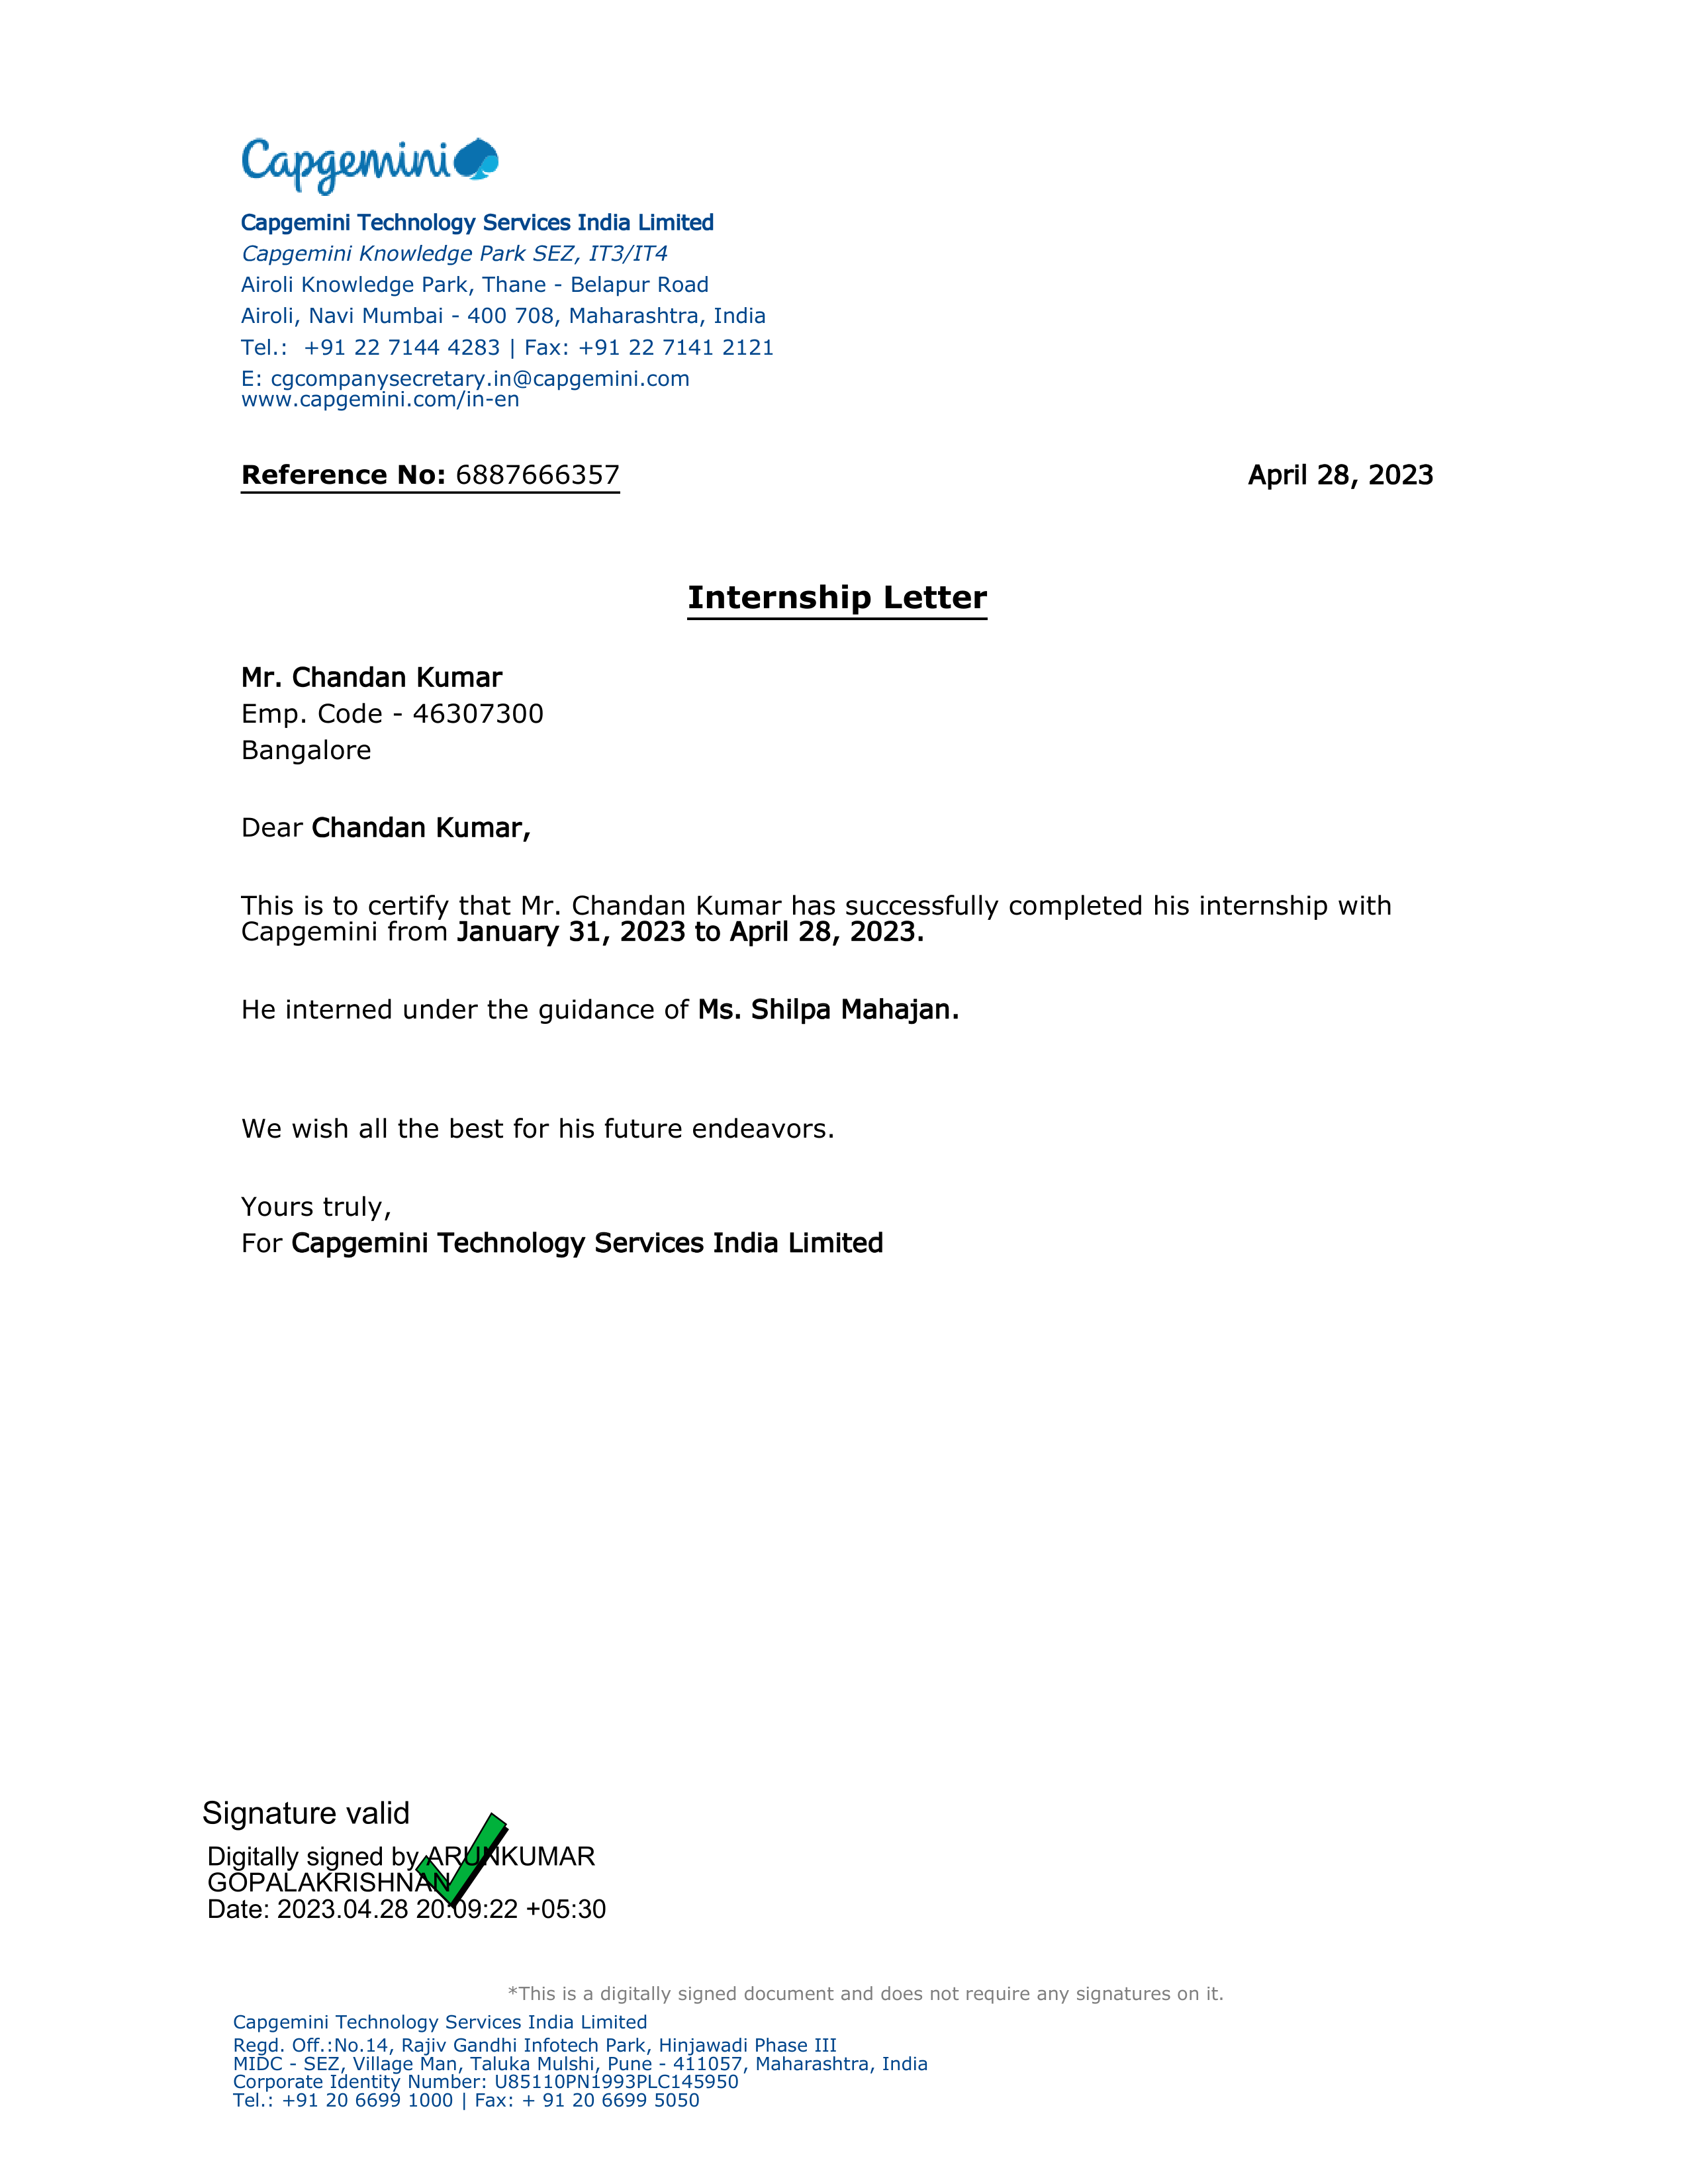 Capgemini
Capgemini Technology Services India Limited
Capgemini Knowledge Park SEZ, IT3/IT4
Airoli Knowledge Park, Thane - Belapur Road
Airoli, Navi Mumbai - 400 708, Maharashtra, India
Tel.: +91 22 7144 4283 | Fax: +91 22 7141 2121
E: cgcompanysecretary.in@capgemini.com
www.capgemini.com/in-en
Reference No: 6887666357 April 28, 2023
Internship Letter
Mr. Chandan Kumar
Emp. Code - 46307300
Bangalore
Dear Chandan Kumar,
This is to certify that Mr. Chandan Kumar has successfully completed his internship with
Capgemini from January 31, 2023 to April 28, 2023.
He interned under the guidance of Ms. Shilpa Mahajan.
We wish all the best for his future endeavors.
Yours truly,
For Capgemini Technology Services India Limited
Signature valid
Digitally signed by ARUNKUMAR
GOPALAKRISHNAN
Date: 2023.04.28 20:09:22 +05:30
*This is a digitally signed document and does not require any signatures on it.
Capgemini Technology Services India Limited
Regd. Off.:No.14, Rajiv Gandhi Infotech Park, Hinjawadi Phase III
MIDC - SEZ, Village Man, Taluka Mulshi, Pune - 411057, Maharashtra, India
Corporate Identity Number: U85110PN1993PLC145950
Tel.: +91 20 6699 1000 | Fax: + 91 20 6699 5050